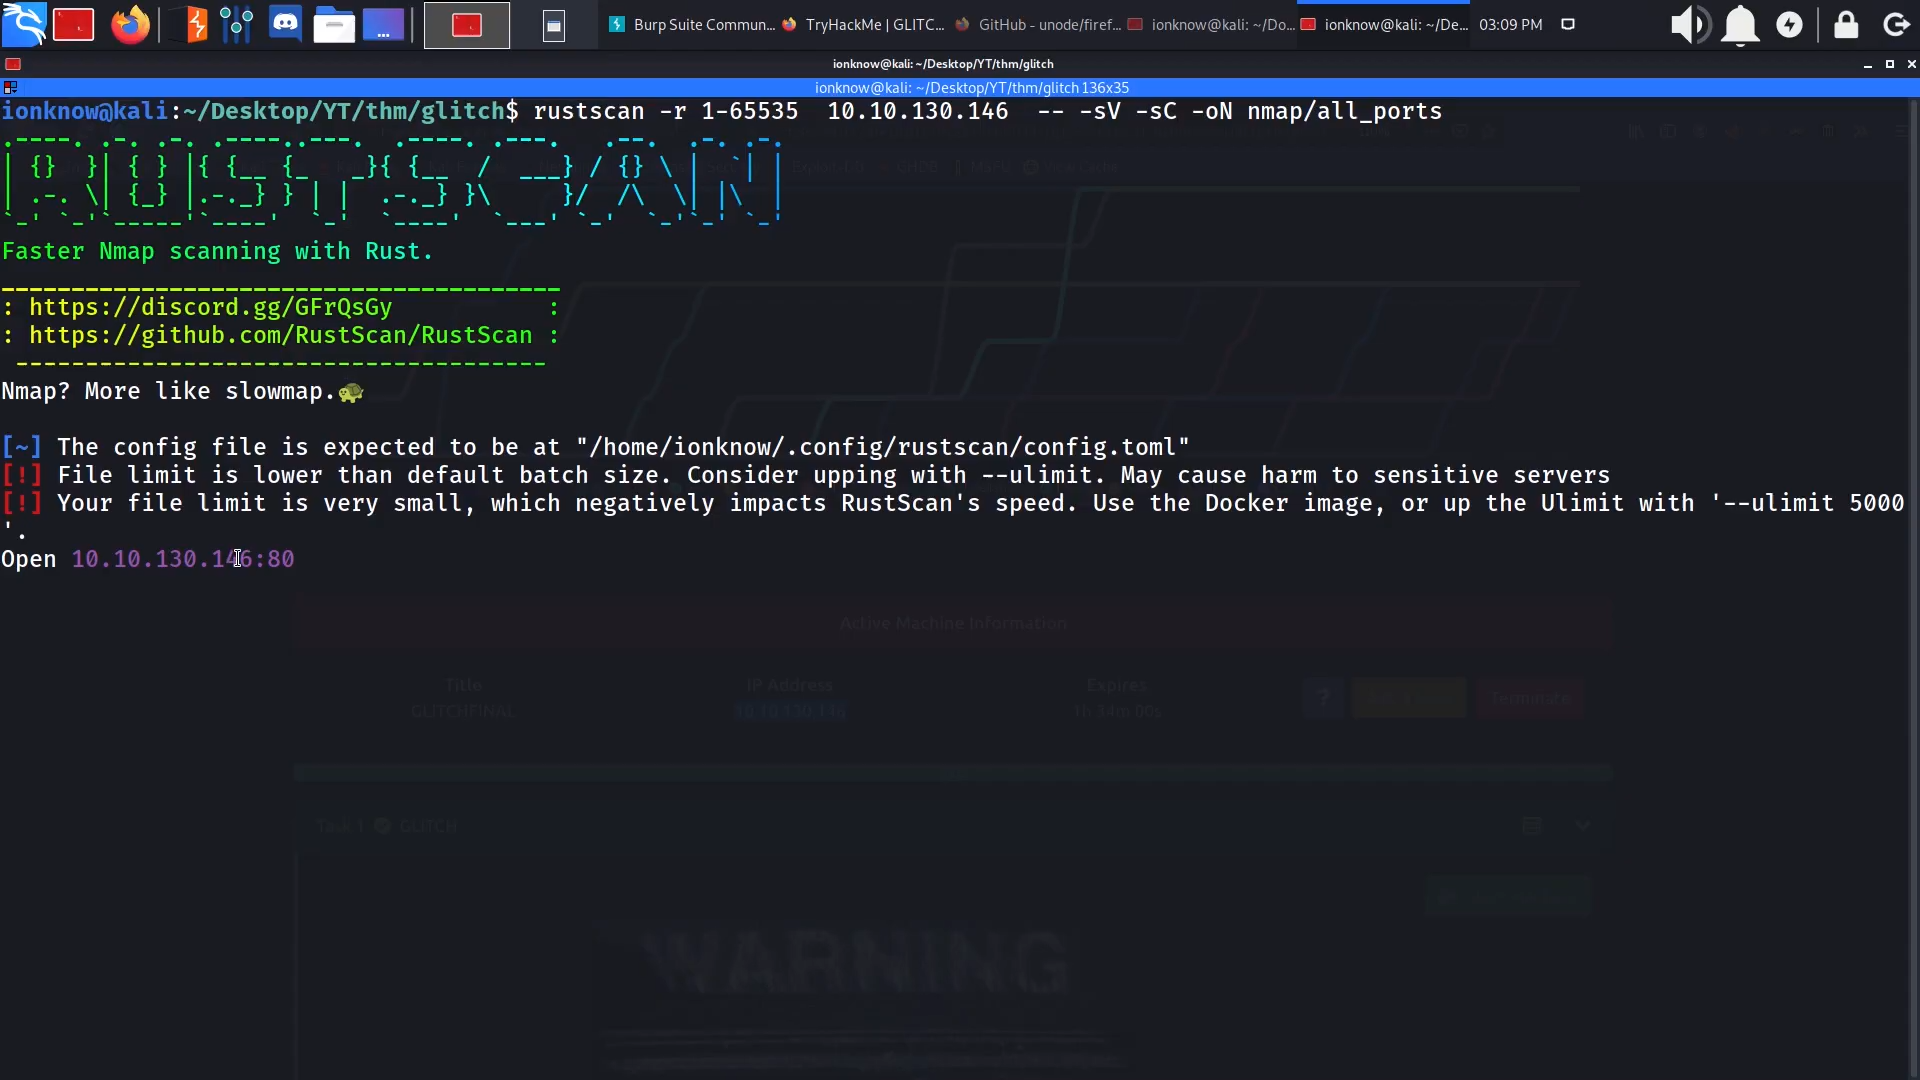 Burp Suite Commun...
TryHackMe | GLITC...
GitHub - unode/firef...
ionknow@kali: ~/Do...
ionknow@kali: ~/De...
03:09 PM
ionknow@kali: ~/Desktop/YT/thm/glitch
ionknow@kali: ~/Desktop/YT/thm/glitch 136x35
ionknow@kali:~/Desktop/YT/thm/glitch$ rustscan -r 1-65535  10.10.130.146  -- -sV -sC -oN nmap/all_ports
.----. .-. .-. .----..---.  .----. .---.   .--.  .-. .-.
| {}  }| { } |{ {__ {_   _}{ {__  /  ___} / {} \ |  `| |
| .-. \| {_} |.-._} } | |  .-._} }\     }/  /\  \| |\  |
`-' `-'`-----'`----'  `-'  `----'  `---' `-'  `-'`-' `-'
Faster Nmap scanning with Rust.
________________________________________
: https://discord.gg/GFrQsGy           :
: https://github.com/RustScan/RustScan :
 --------------------------------------
Nmap? More like slowmap.🐢
[~] The config file is expected to be at "/home/ionknow/.config/rustscan/config.toml"
[!] File limit is lower than default batch size. Consider upping with --ulimit. May cause harm to sensitive servers
[!] Your file limit is very small, which negatively impacts RustScan's speed. Use the Docker image, or up the Ulimit with '--ulimit 5000
'.
Open 10.10.130.146:80
Active Machine Information
Title
IP Address
Expires
GLITCHFINAL
10.10.130.146
1h 34m 00s
?
Terminate
Task 1
GLITCH
WARNING